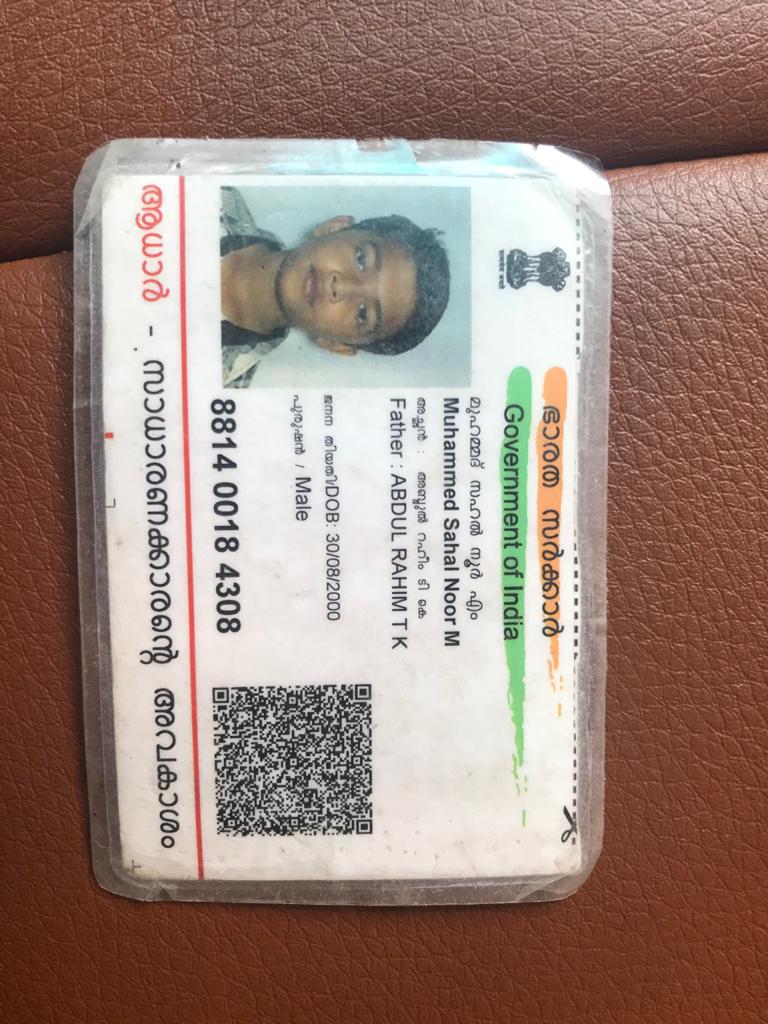 ഭാരത സർക്കാർ
Government of India
മുഹമ്മദ് സഹൽ നൂർ എം
Muhammed Sahal Noor M
അച്ഛൻ : അബ്ദുൽ റഹിം ടി കെ
Father : ABDUL RAHIM T K
ജനന തിയതി/DOB: 30/08/2000
പുരുഷൻ / Male
8814 0018 4308
ആധാർ - സാധാരണക്കാരന്റെ അവകാശം